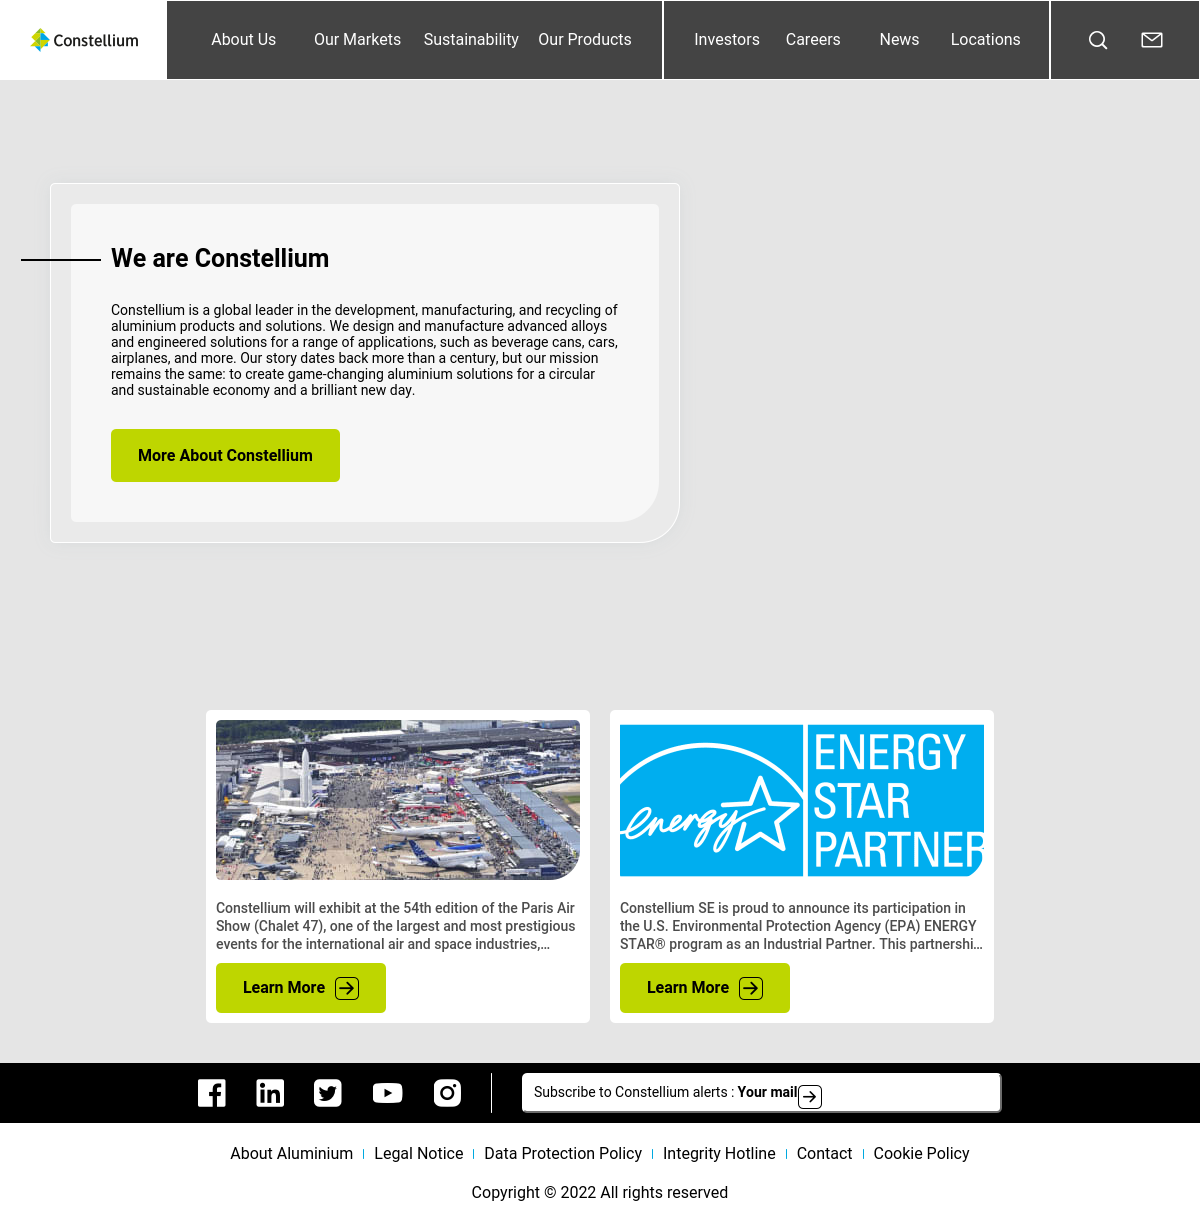 Constellium
About Us
Our Markets
Sustainability
Our Products
Investors
Careers
News
Locations
We are Constellium
Constellium is a global leader in the development, manufacturing, and recycling of
aluminium products and solutions. We design and manufacture advanced alloys
and engineered solutions for a range of applications, such as beverage cans, cars,
airplanes, and more. Our story dates back more than a century, but our mission
remains the same: to create game-changing aluminium solutions for a circular
and sustainable economy and a brilliant new day.
More About Constellium
Constellium will exhibit at the 54th edition of the Paris Air
Show (Chalet 47), one of the largest and most prestigious
events for the international air and space industries,...
Learn More
energy
ENERGY
STAR
PARTNER
Constellium SE is proud to announce its participation in
the U.S. Environmental Protection Agency (EPA) ENERGY
STAR® program as an Industrial Partner. This partnershi...
Learn More
Subscribe to Constellium alerts : Your mail
About Aluminium
Legal Notice
Data Protection Policy
Integrity Hotline
Contact
Cookie Policy
Copyright © 2022 All rights reserved